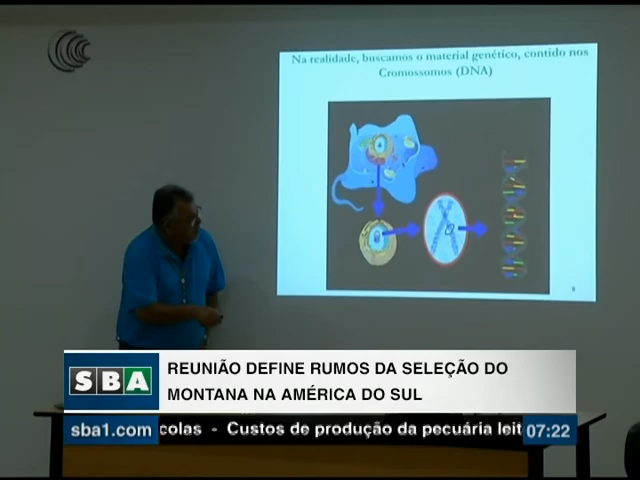 Na realidade, buscamos o material genético, contido nos
Cromossomos (DNA)
8
SBA
REUNIÃO DEFINE RUMOS DA SELEÇÃO DO
MONTANA NA AMÉRICA DO SUL
sba1.com
colas - Custos de produção da pecuária leit
07:22